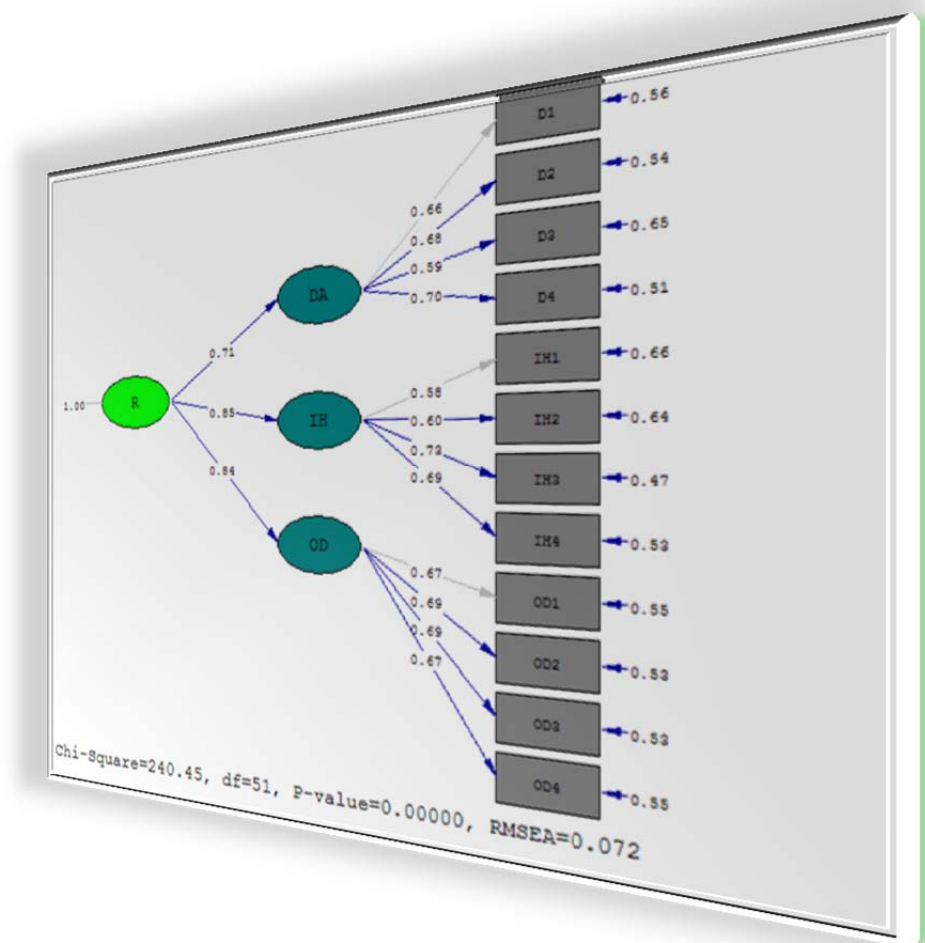 D1
0.56
D2
0.54
D3
0.65
D4
0.51
IH1
0.66
IH2
0.64
IH3
0.47
IH4
0.53
OD1
0.55
OD2
0.53
OD3
0.53
OD4
0.55
0.66
0.68
0.59
0.70
DA
0.71
0.58
0.60
0.73
0.69
1.00
R
0.85
IH
0.84
OD
0.67
0.69
0.69
0.67
Chi-Square=240.45, df=51, P-value=0.00000, RMSEA=0.072